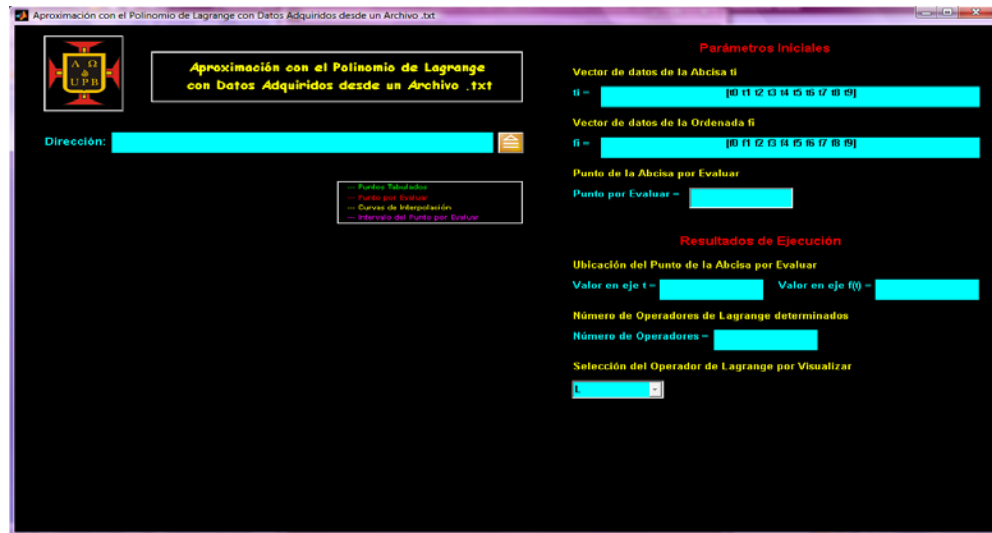 Aproximación con el Polinomio de Lagrange con Datos Adquiridos desde un Archivo .txt
Α Ω
UPB
Aproximación con el Polinomio de Lagrange
con Datos Adquiridos desde un Archivo .txt
Dirección:
--- Puntos Tabulados
--- Punto por Evaluar
--- Curvas de Interpolación
--- Intervalo del Punto por Evaluar
Parámetros Iniciales
Vector de datos de la Abcisa ti
ti = [t0 t1 t2 t3 t4 t5 t6 t7 t8 t9]
Vector de datos de la Ordenada fi
fi = [f0 f1 f2 f3 f4 f5 f6 f7 f8 f9]
Punto de la Abcisa por Evaluar
Punto por Evaluar =
Resultados de Ejecución
Ubicación del Punto de la Abcisa por Evaluar
Valor en eje t = Valor en eje f(t) =
Número de Operadores de Lagrange determinados
Número de Operadores =
Selección del Operador de Lagrange por Visualizar
L